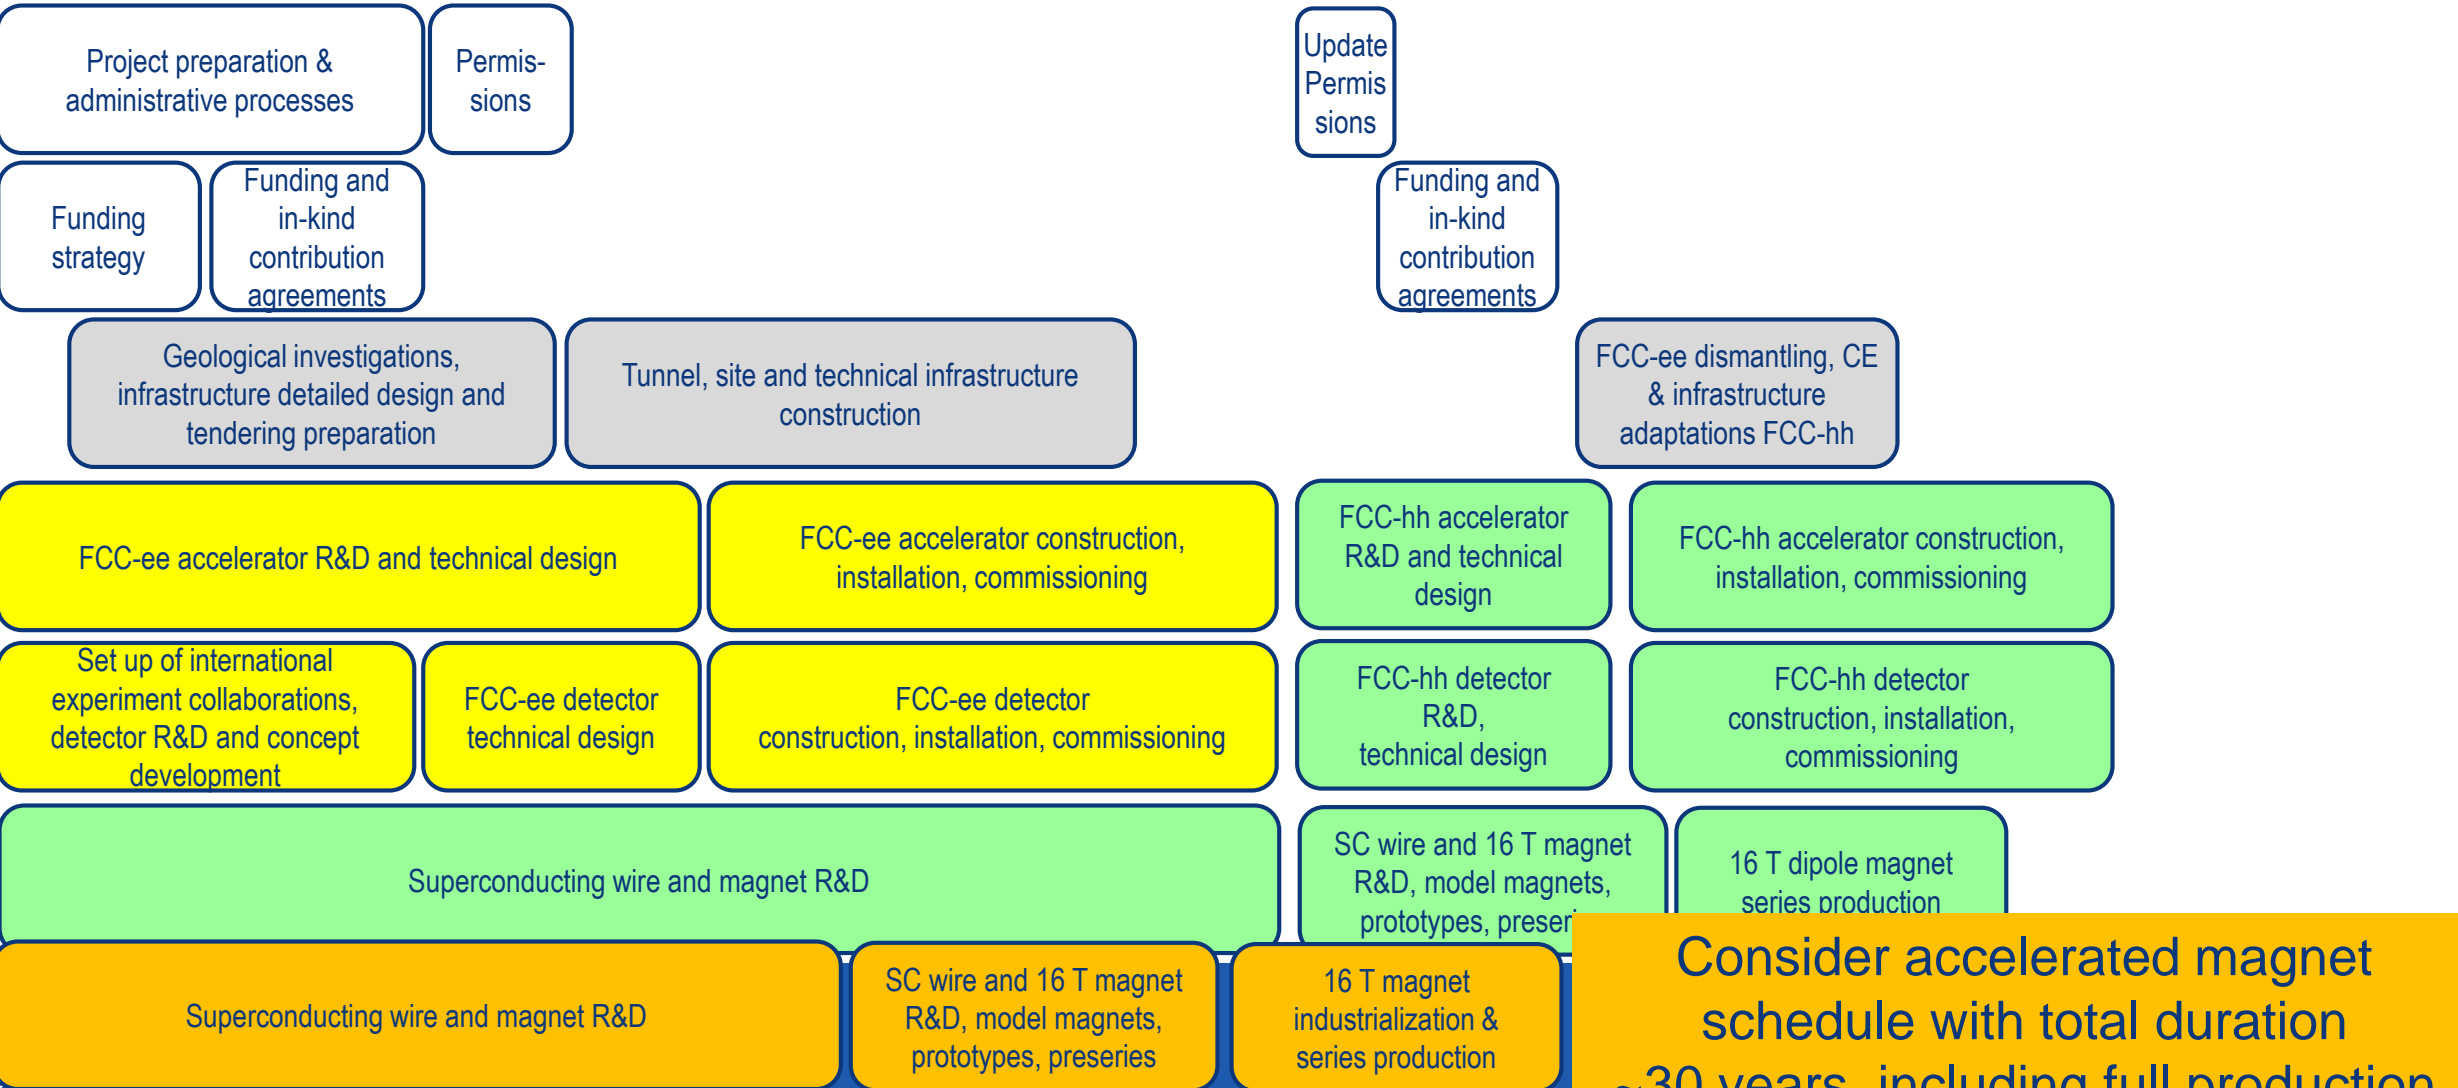 Project preparation &
administrative processes
Permis-
sions
Update
Permis
sions
Funding
strategy
Funding and
in-kind
contribution
agreements
Funding and
in-kind
contribution
agreements
Geological investigations,
infrastructure detailed design and
tendering preparation
Tunnel, site and technical infrastructure
construction
FCC-ee dismantling, CE
& infrastructure
adaptations FCC-hh
FCC-ee accelerator R&D and technical design
FCC-ee accelerator construction,
installation, commissioning
FCC-hh accelerator
R&D and technical
design
FCC-hh accelerator construction,
installation, commissioning
Set up of international
experiment collaborations,
detector R&D and concept
development
FCC-ee detector
technical design
FCC-ee detector
construction, installation, commissioning
FCC-hh detector
R&D,
technical design
FCC-hh detector
construction, installation,
commissioning
Superconducting wire and magnet R&D
SC wire and 16 T magnet
R&D, model magnets,
prototypes,
16 T dipole magnet
series production
Superconducting wire and magnet R&D
SC wire and 16 T magnet
R&D, model magnets,
prototypes, preseries
16 T magnet
industrialization &
series production
Consider accelerated magnet
schedule with total duration
~30 years, including full production